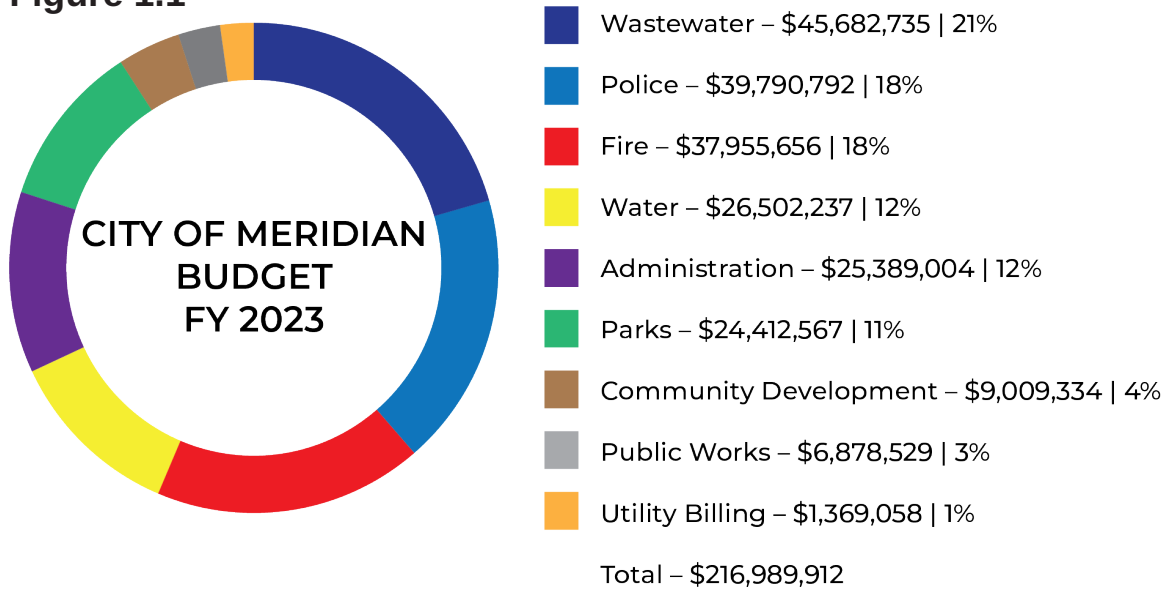 Figure 1.1
CITY OF MERIDIAN
BUDGET
FY 2023
Wastewater – $45,682,735 | 21%
Police – $39,790,792 | 18%
Fire – $37,955,656 | 18%
Water – $26,502,237 | 12%
Administration – $25,389,004 | 12%
Parks – $24,412,567 | 11%
Community Development – $9,009,334 | 4%
Public Works – $6,878,529 | 3%
Utility Billing – $1,369,058 | 1%
Total – $216,989,912